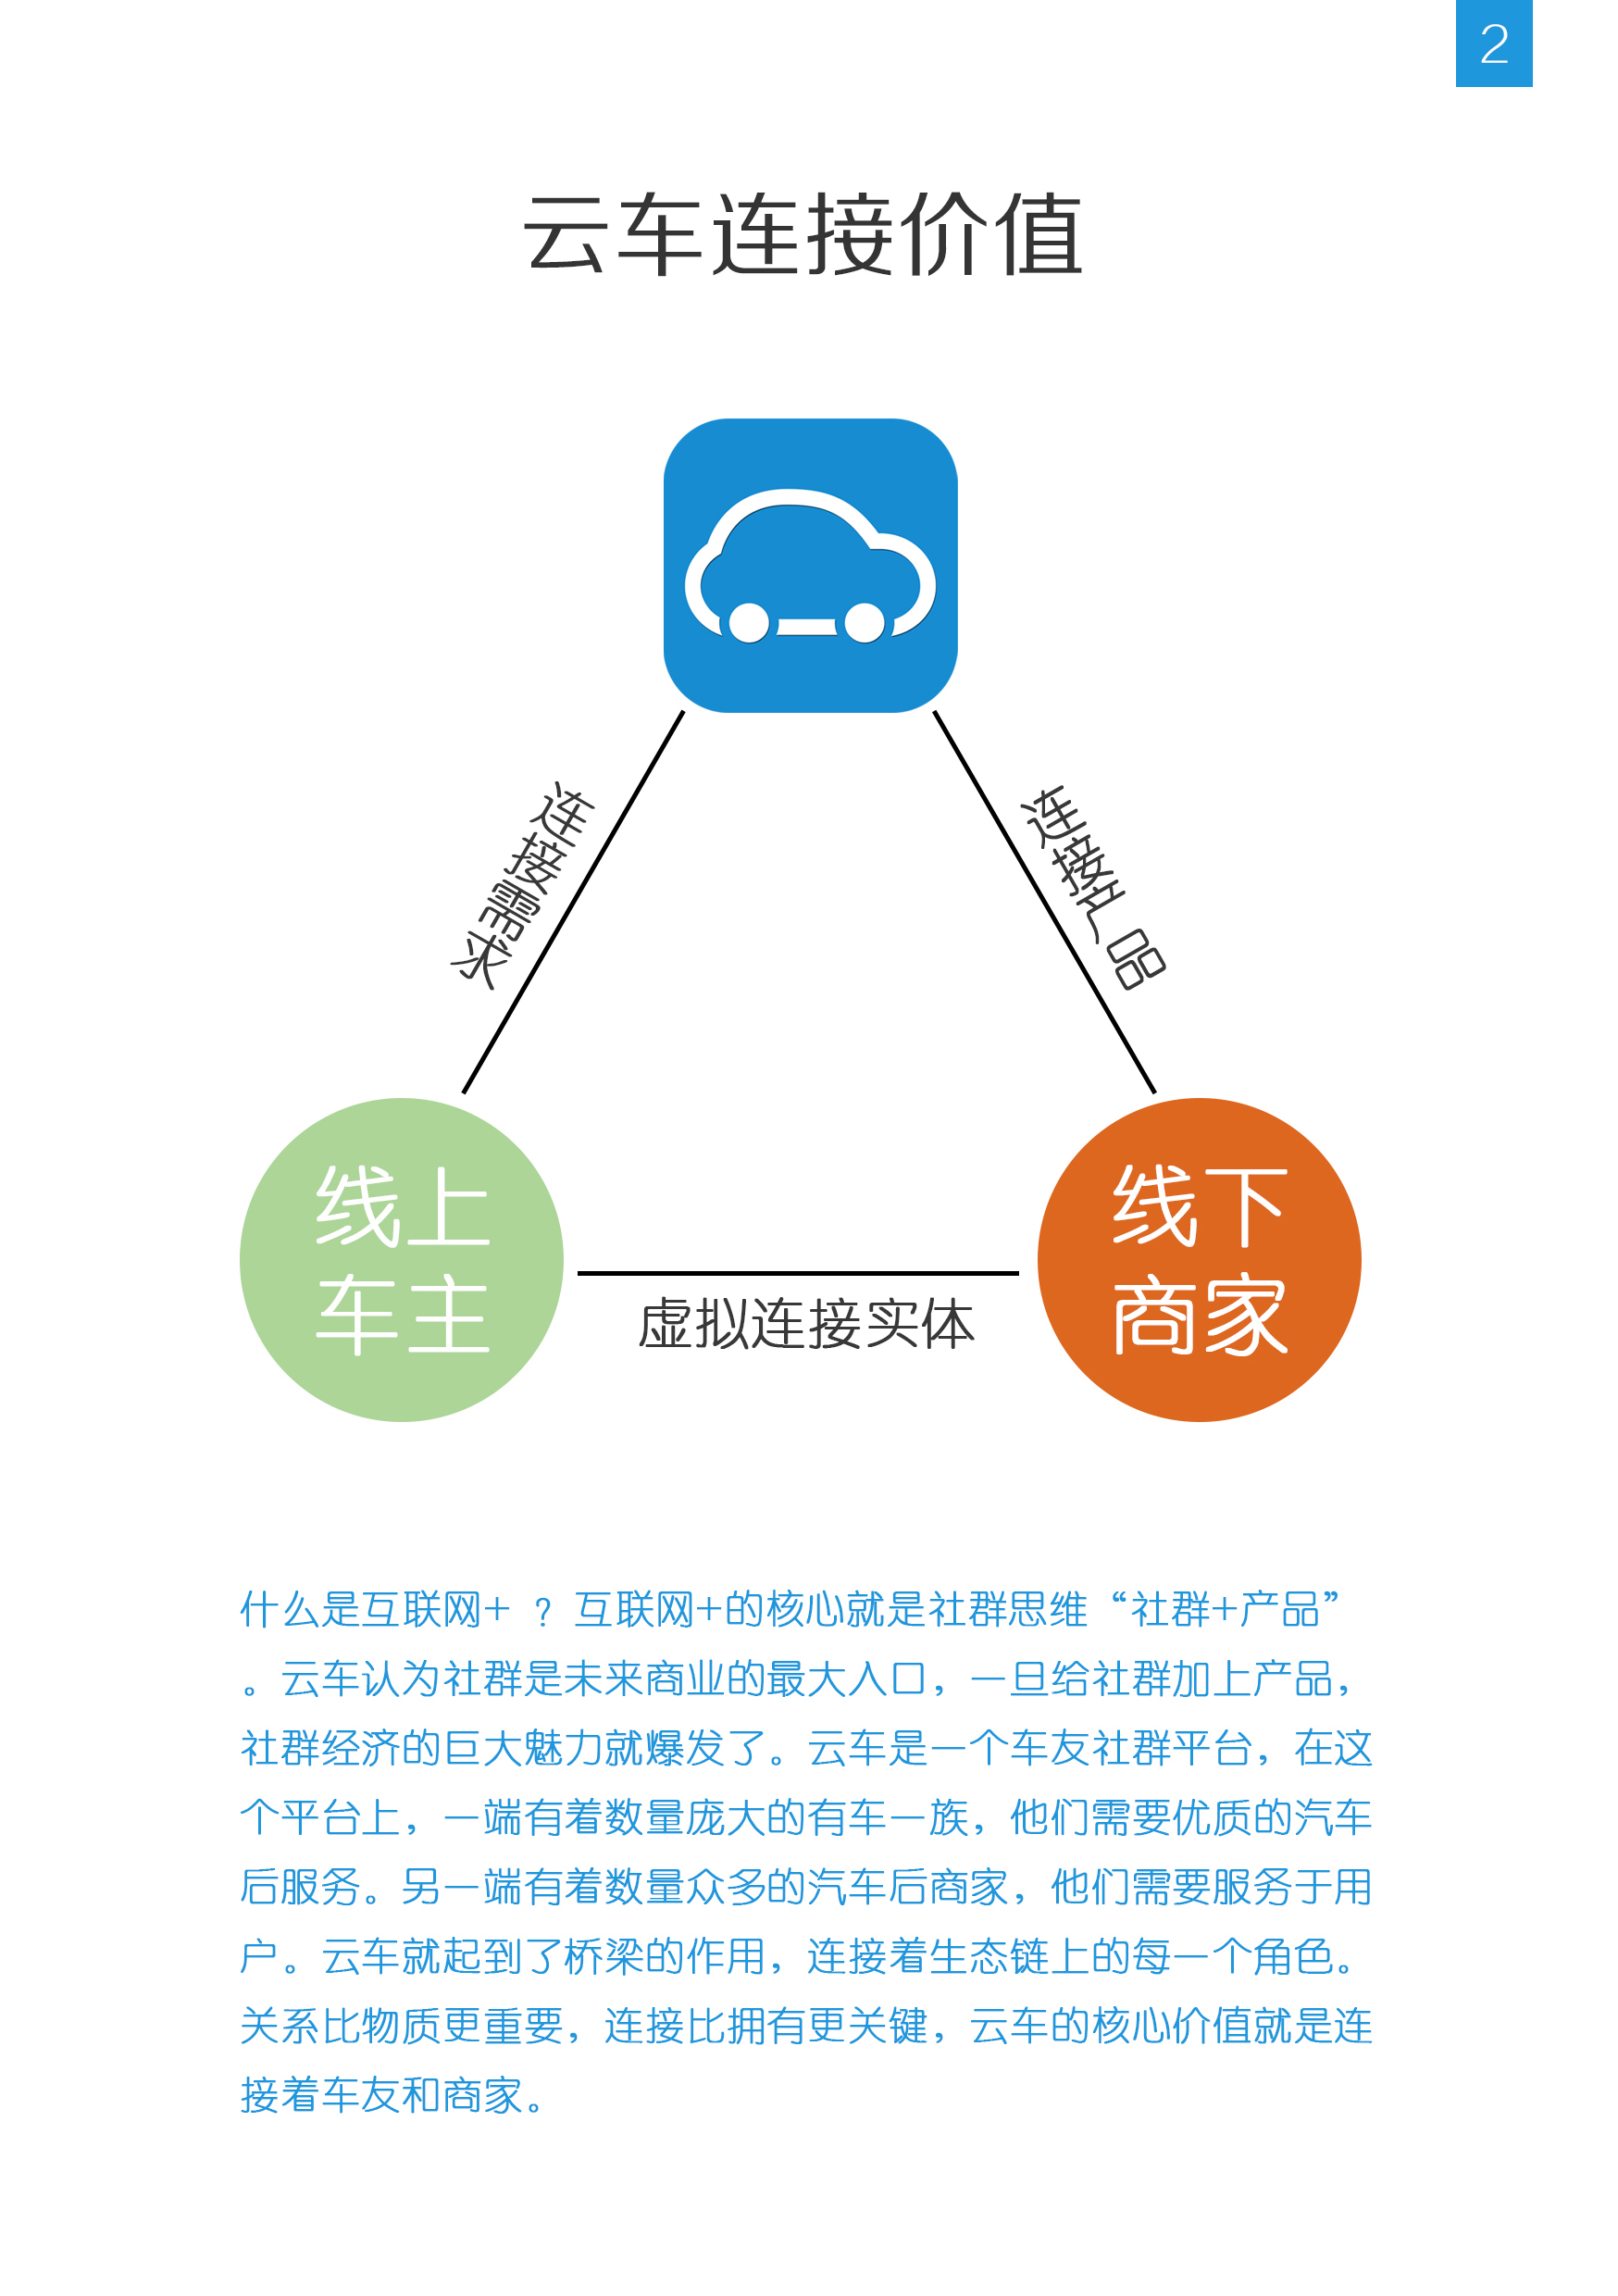 2
云车连接价值
连接需求
连接产品
线上
车主
线下
商家
虚拟连接实体
什么是互联网+ ？互联网+的核心就是社群思维“社群+产品”
。云车认为社群是未来商业的最大入口，一旦给社群加上产品，
社群经济的巨大魅力就爆发了。云车是一个车友社群平台，在这
个平台上，一端有着数量庞大的有车一族，他们需要优质的汽车
后服务。另一端有着数量众多的汽车后商家，他们需要服务于用
户。云车就起到了桥梁的作用，连接着生态链上的每一个角色。
关系比物质更重要，连接比拥有更关键，云车的核心价值就是连
接着车友和商家。